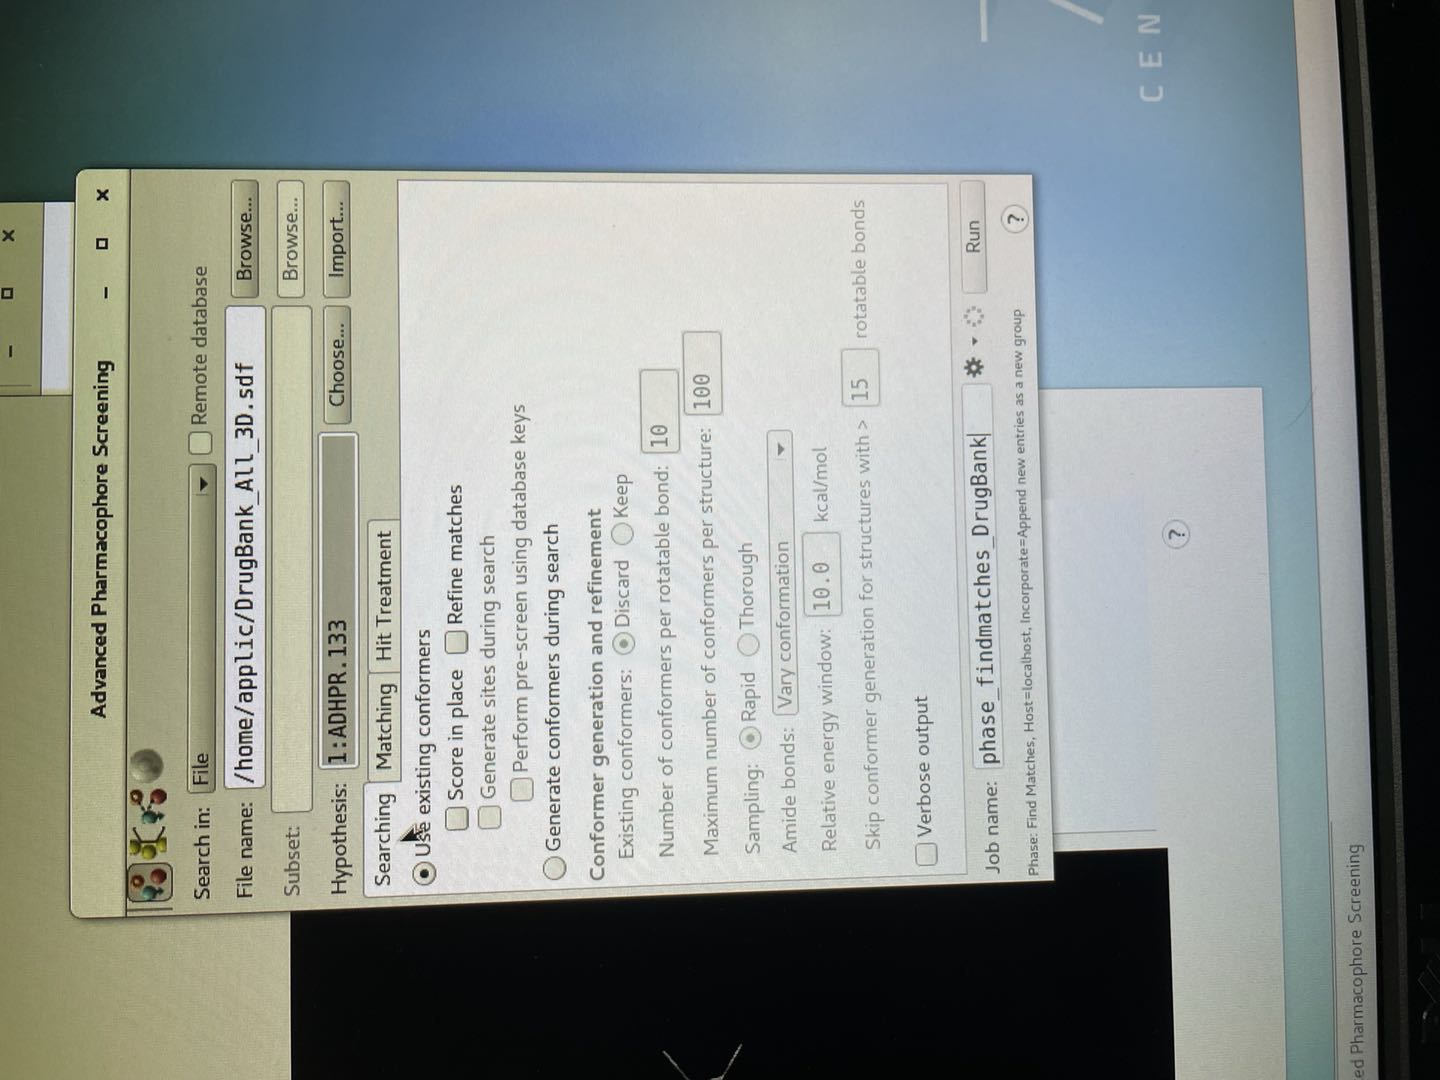 Advanced Pharmacophore Screening
Search in: File Remote database
File name: /home/applic/DrugBank_All_3D.sdf Browse...
Subset: Browse...
Hypothesis: 1:ADHPR.133 Choose... Import...
Searching Matching Hit Treatment
Use existing conformers
Score in place Refine matches
Generate sites during search
Perform pre-screen using database keys
Generate conformers during search
Conformer generation and refinement
Existing conformers: Discard Keep
Number of conformers per rotatable bond: 10
Maximum number of conformers per structure: 100
Sampling: Rapid Thorough
Amide bonds: Vary conformation
Relative energy window: 10.0 kcal/mol
Skip conformer generation for structures with > 15 rotatable bonds
Verbose output
Job name: phase_findmatches_DrugBank Run
Phase: Find Matches, Host=localhost, Incorporate=Append new entries as a new group ?
7
CEN
?
ed Pharmacophore Screening